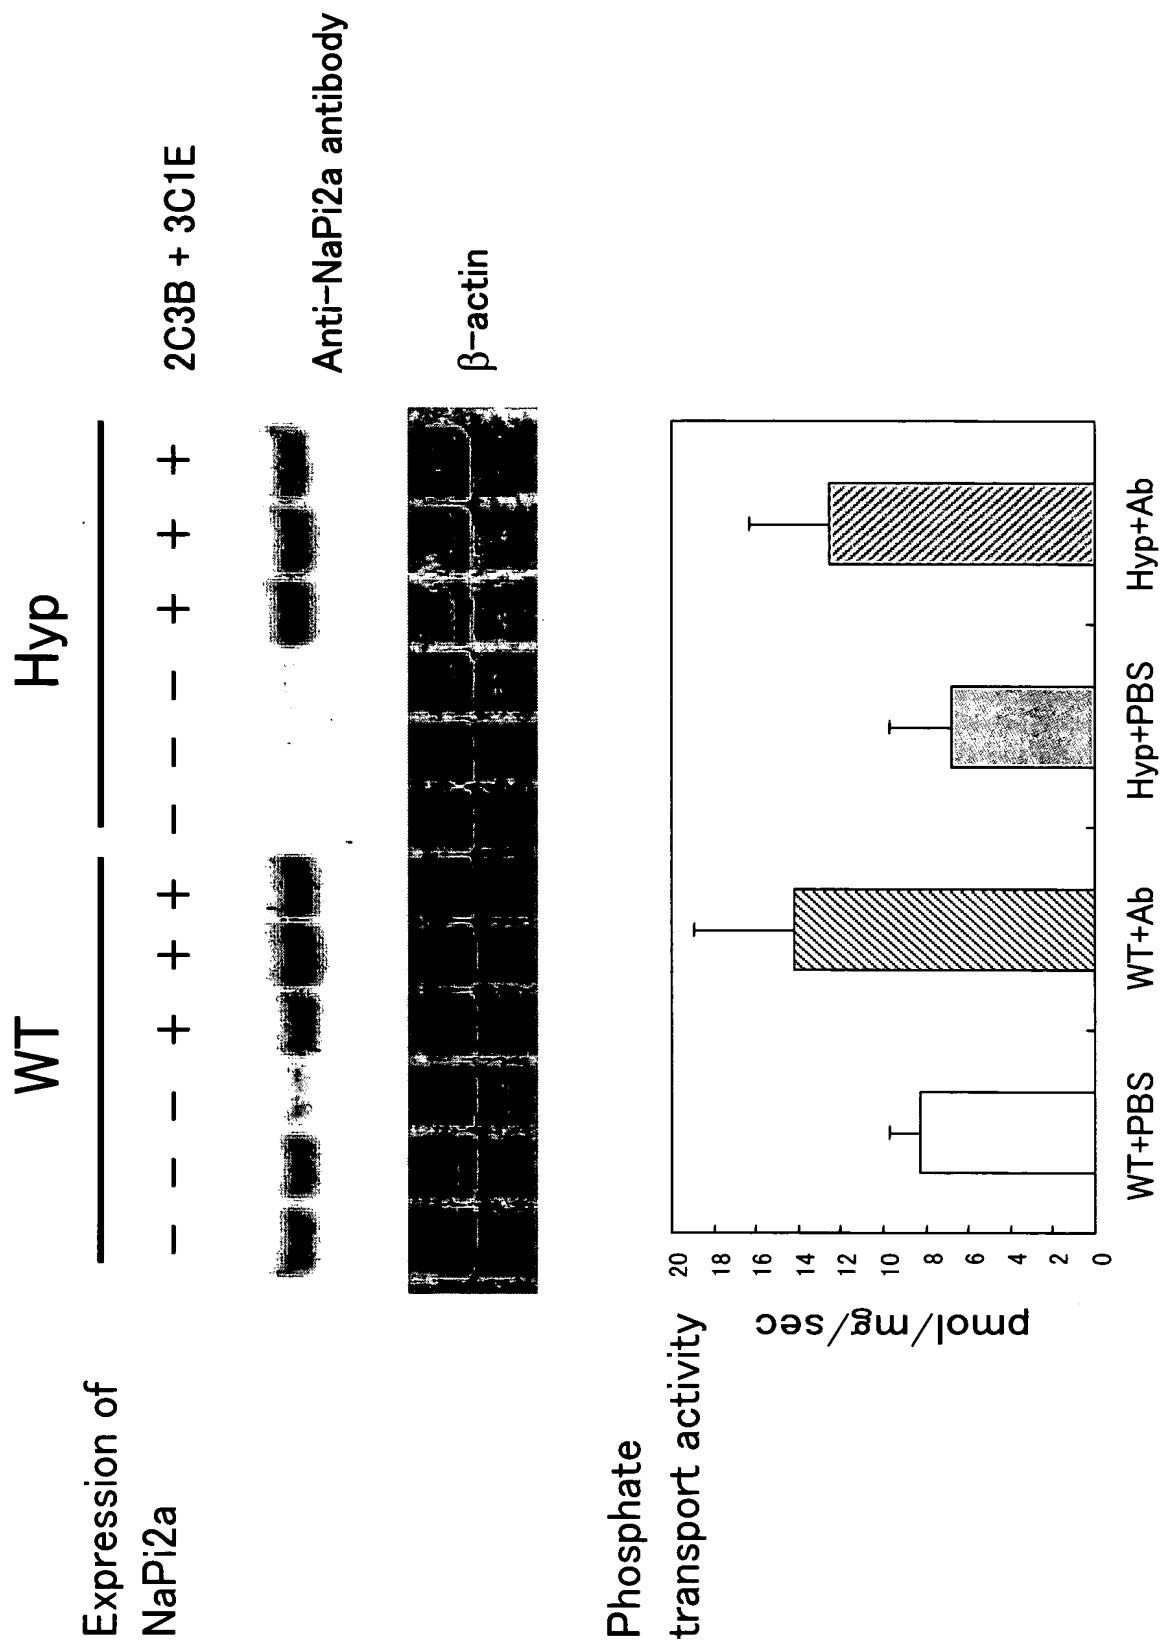 WT Hyp
Expression of
NaPi2a
− − − + + + − − − + + + 2C3B + 3C1E
Anti-NaPi2a antibody
β-actin
Phosphate
transport activity
pmol/mg/sec
20
18
16
14
12
10
8
6
4
2
0
WT+PBS WT+Ab Hyp+PBS Hyp+Ab